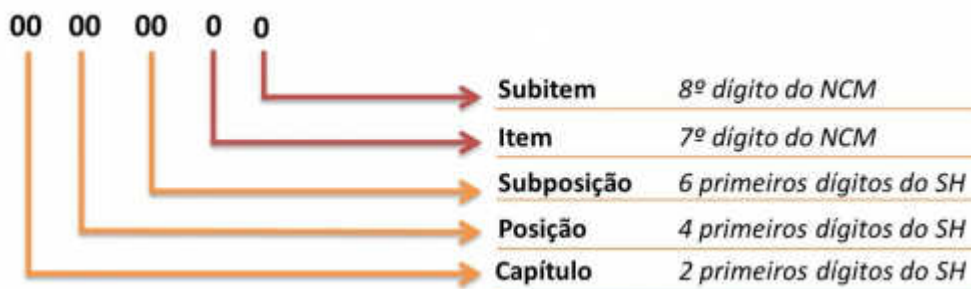 00 00 00 0 0
Subitem 8º dígito do NCM
Item 7º dígito do NCM
Subposição 6 primeiros dígitos do SH
Posição 4 primeiros dígitos do SH
Capítulo 2 primeiros dígitos do SH